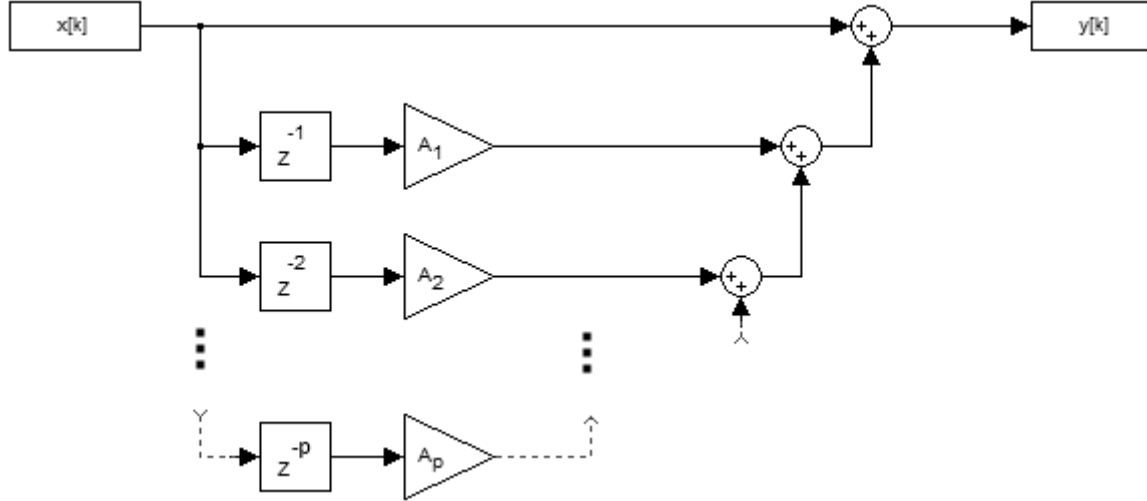 x[k]
y[k]
z⁻¹
A₁
z⁻²
A₂
z⁻ᵖ
Aₚ